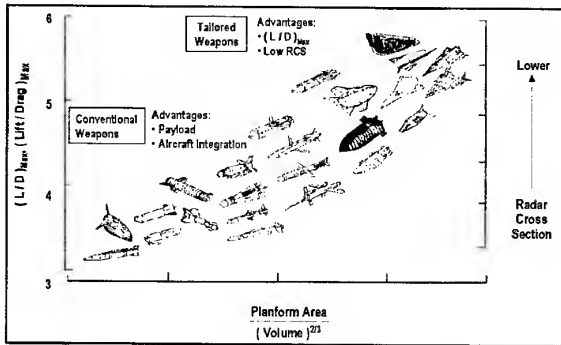 6
5
4
3
(L/D)Max, (Lift / Drag)Max
Tailored
Weapons
Advantages:
• (L / D)Max
• Low RCS
Conventional
Weapons
Advantages:
• Payload
• Aircraft Integration
Lower
Radar
Cross
Section
Planform Area
(Volume)2/3